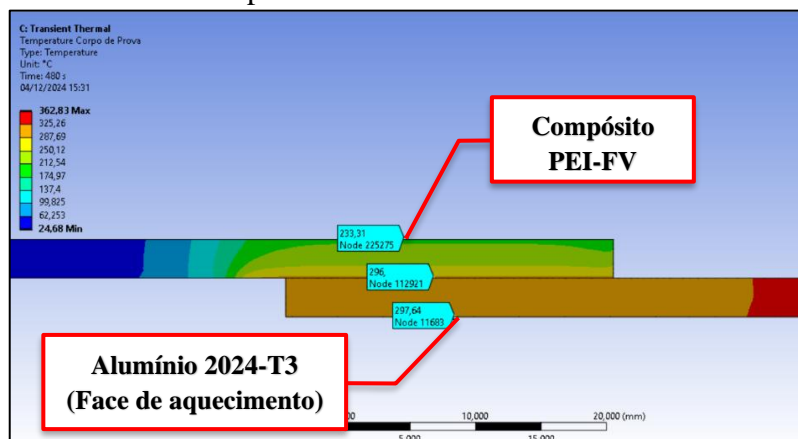 C: Transient Thermal
Temperature Corpo de Prova
Type: Temperature
Unit: °C
Time: 480 s
04/12/2024 15:31
362,83 Max
325,26
287,69
250,12
212,54
174,97
137,4
99,825
62,253
24,68 Min
Compósito
PEI-FV
233,31
Node 225275
296,
Node 112921
297,64
Node 11683
Alumínio 2024-T3
(Face de aquecimento)
10,000
20,000 (mm)
5,000
15,000